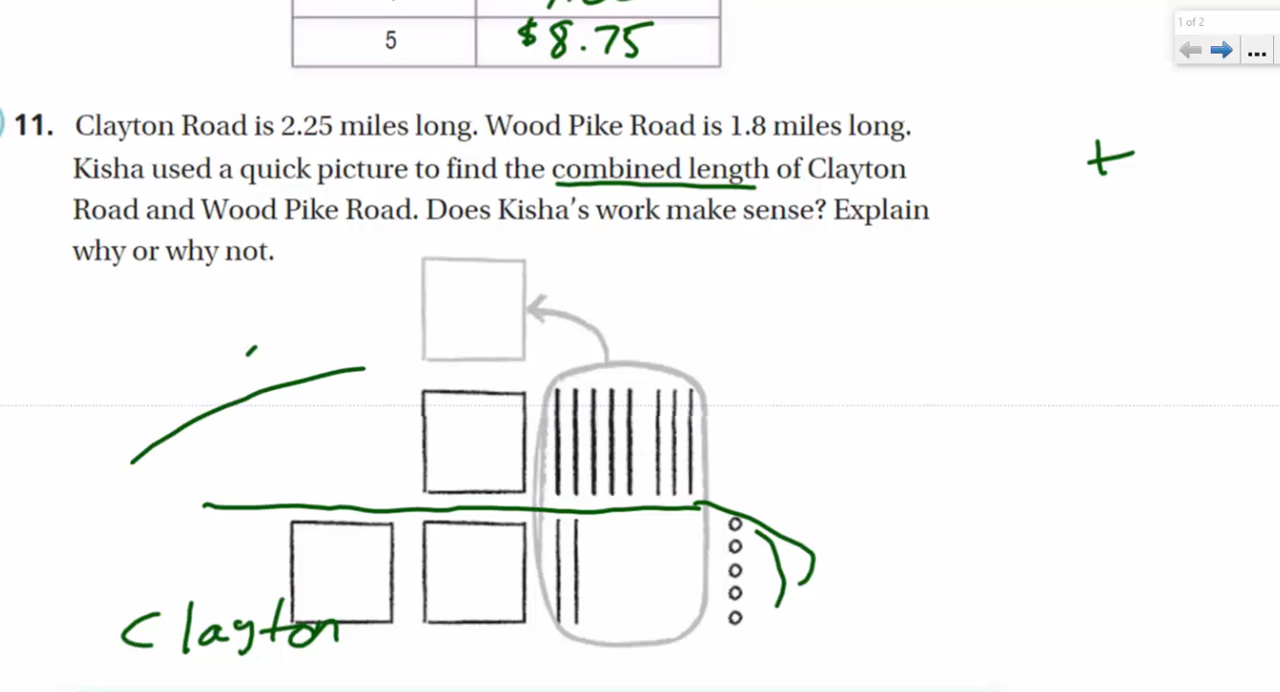 1 of 2
5 $8.75
11. Clayton Road is 2.25 miles long. Wood Pike Road is 1.8 miles long.
Kisha used a quick picture to find the combined length of Clayton
Road and Wood Pike Road. Does Kisha's work make sense? Explain
why or why not.
+
Clayton